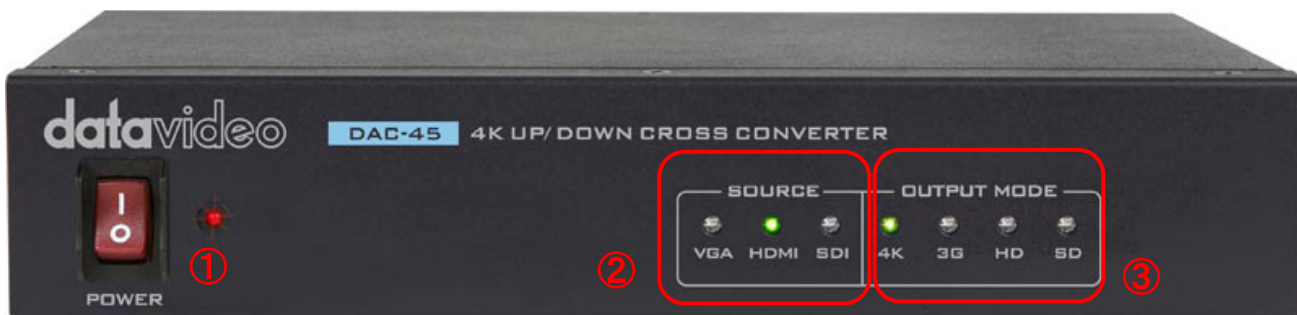 datavideo DAC-45 4K UP/DOWN CROSS CONVERTER
I
O
①
POWER
SOURCE OUTPUT MODE
VGA HDMI SDI 4K 3G HD SD
②
③